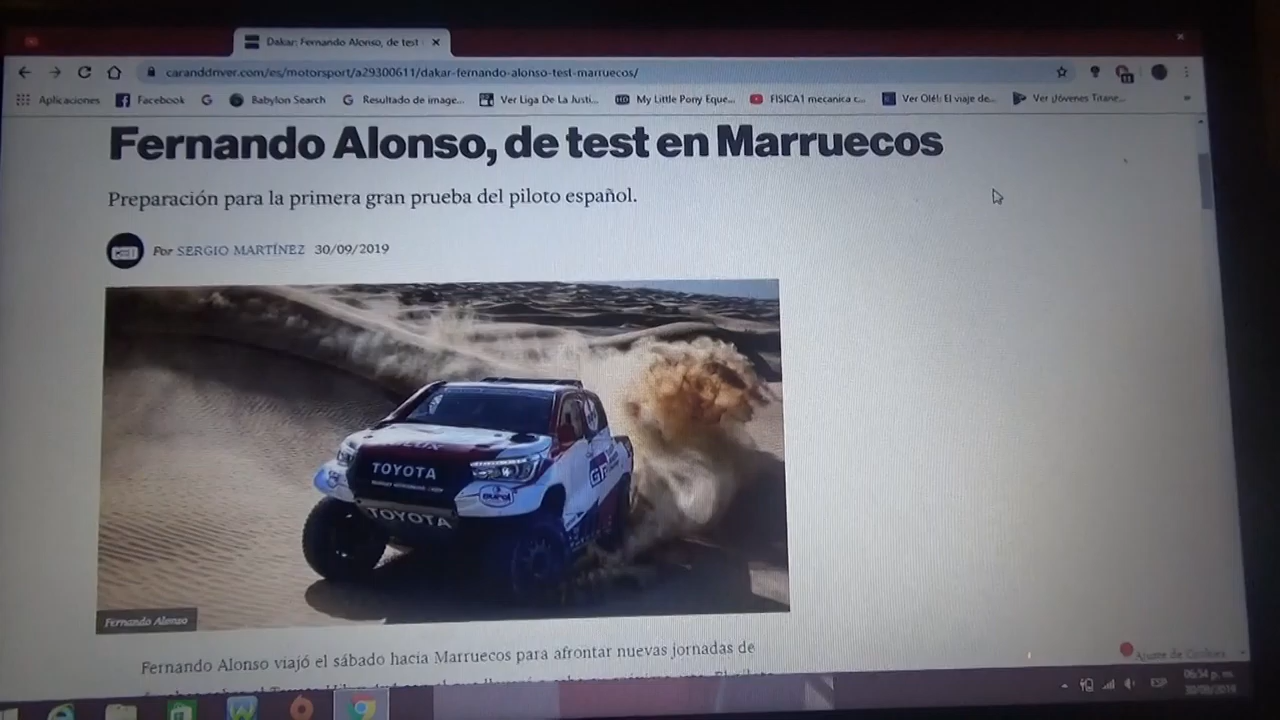 Dakar: Fernando Alonso, de test
caranddriver.com/es/motorsport/a29300611/dakar-fernando-alonso-test-marruecos/
Aplicaciones Facebook Babylon Search Resultado de image... Ver Liga De La Justi... My Little Pony Eque... FISICA1 mecanica c... Ver Olé!: El viaje de... Ver ¡Jóvenes Titane...
Fernando Alonso, de test en Marruecos
Preparación para la primera gran prueba del piloto español.
Por SERGIO MARTÍNEZ 30/09/2019
TOYOTA
eurol
GR
TOYOTA
Fernando Alonso
Fernando Alonso viajó el sábado hacia Marruecos para afrontar nuevas jornadas de
Ajuste de Cookies
ESP
06:54 p. m.
30/09/2019